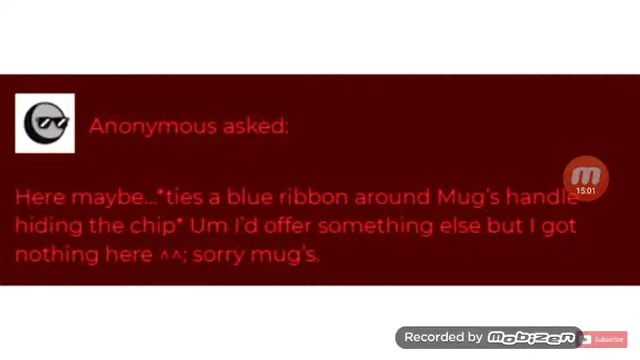 Anonymous asked:
Here maybe...*ties a blue ribbon around Mug's handle
hiding the chip* Um I'd offer something else but I got
nothing here ^^; sorry mug's.
15:01
Recorded by MOBIZEN
Subscribe